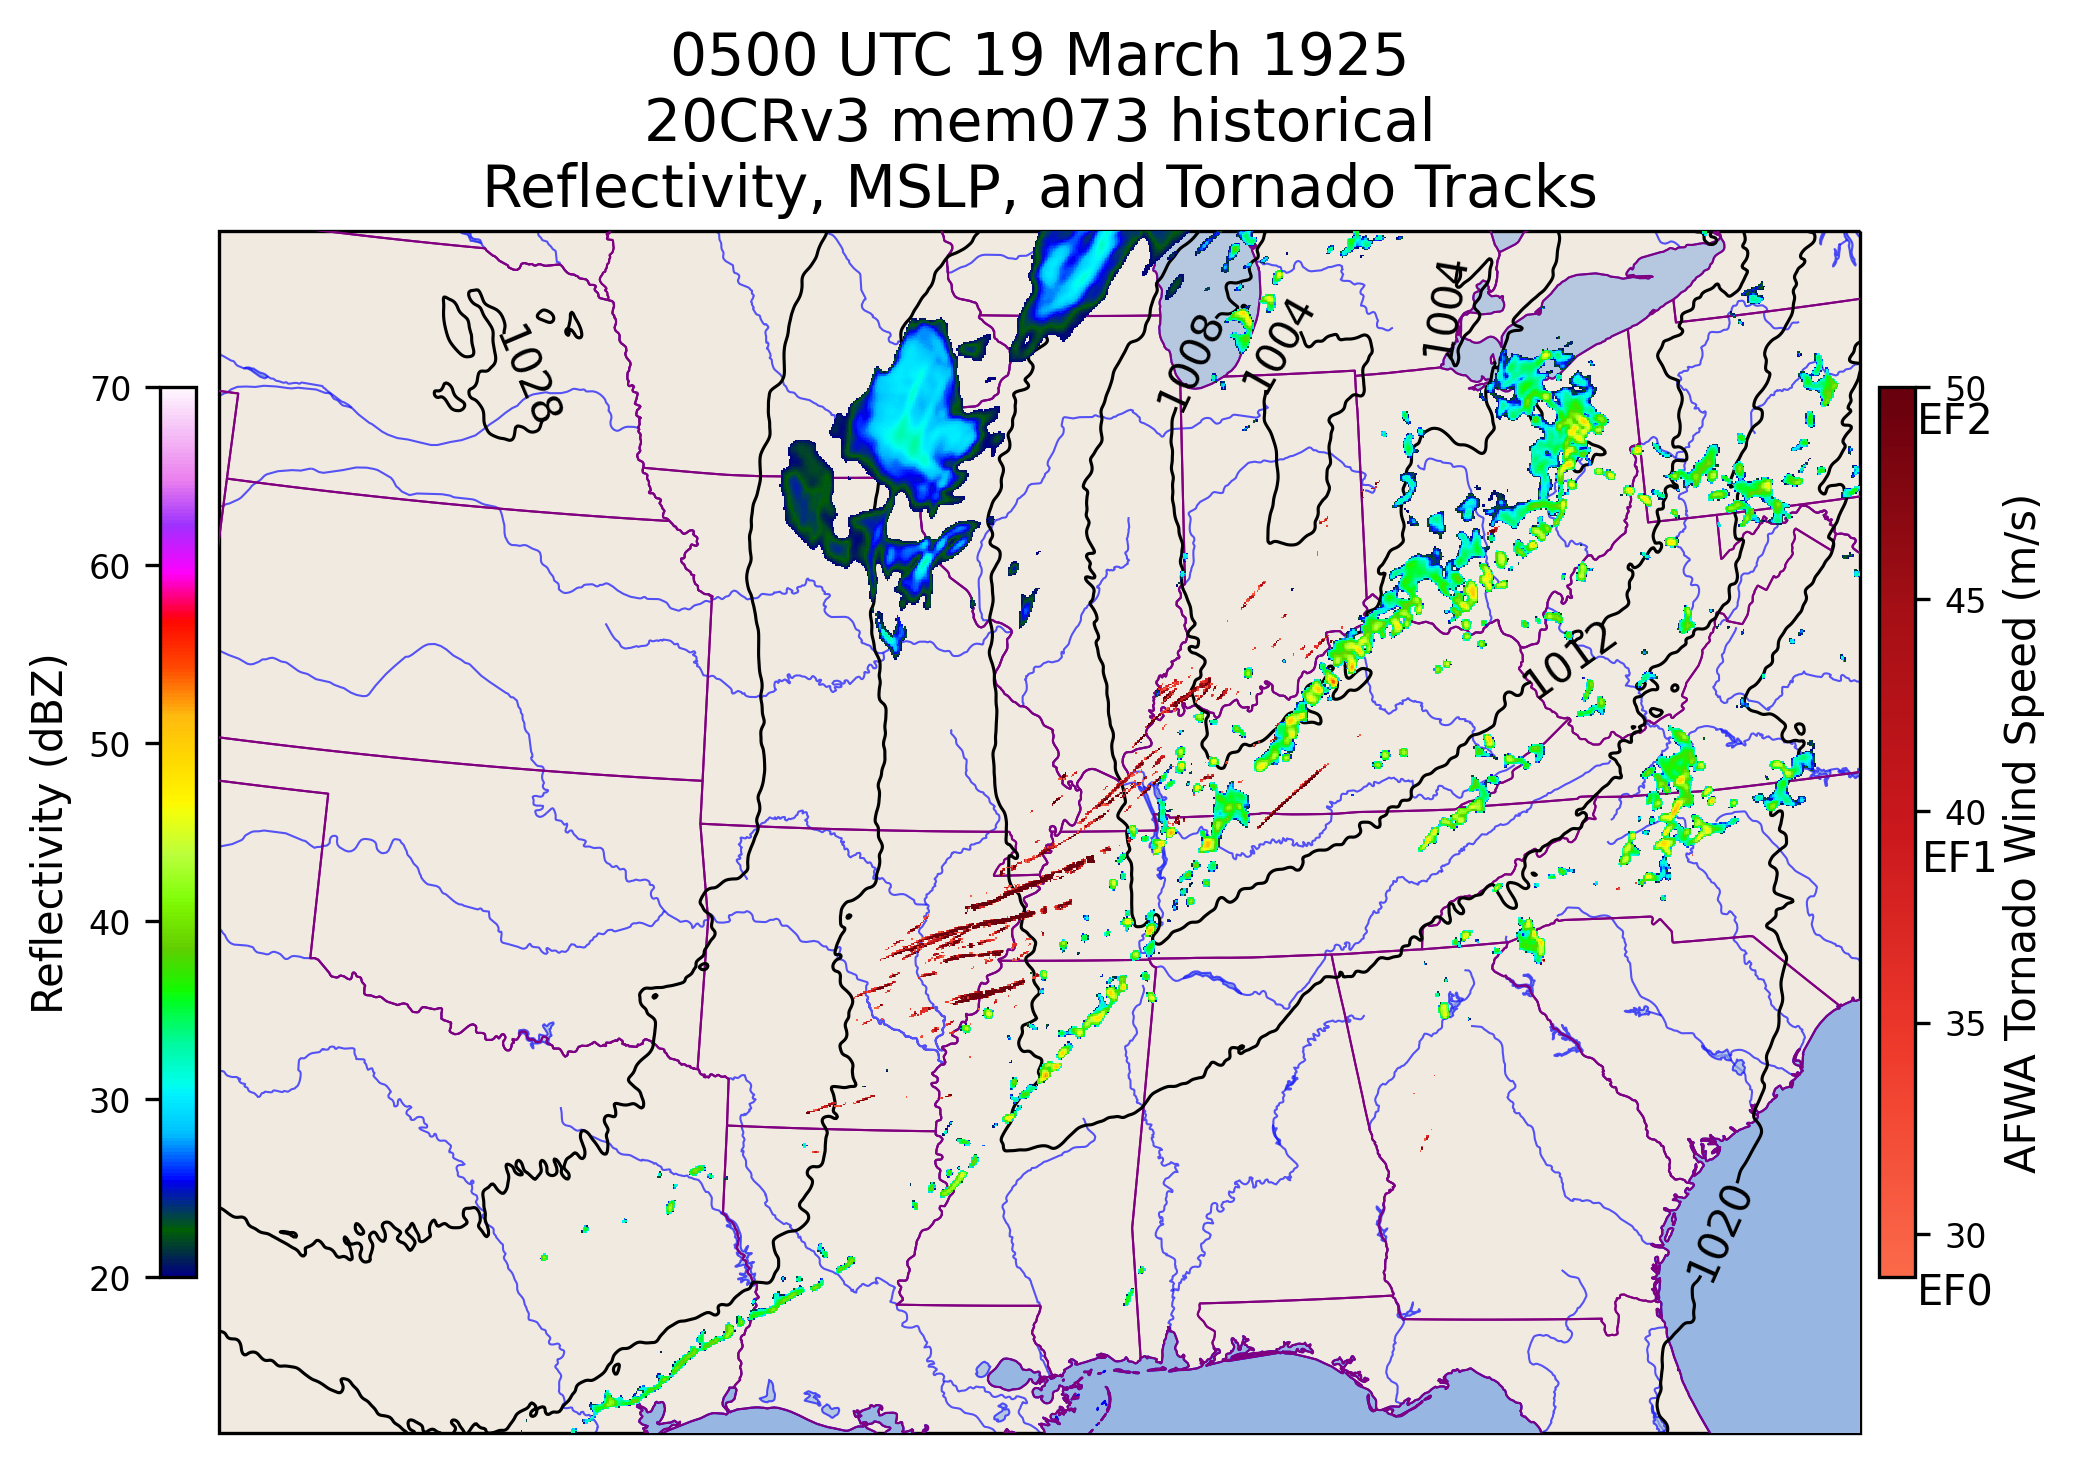 0500 UTC 19 March 1925
20CRv3 mem073 historical
Reflectivity, MSLP, and Tornado Tracks
1004
1004
1008
1028
1012
1020
Reflectivity (dBZ)
70
60
50
40
30
20
AFWA Tornado Wind Speed (m/s)
50
EF2
45
40
EF1
35
30
EF0